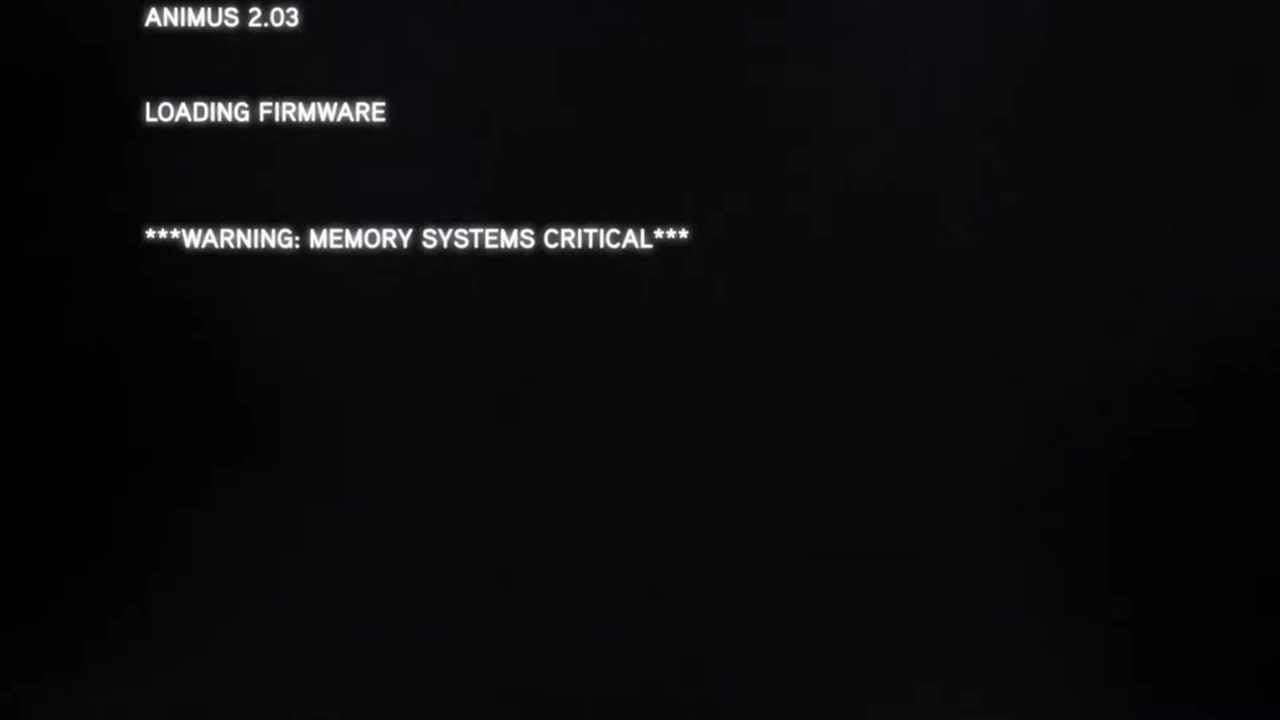 ANIMUS 2.03
LOADING FIRMWARE
***WARNING: MEMORY SYSTEMS CRITICAL***